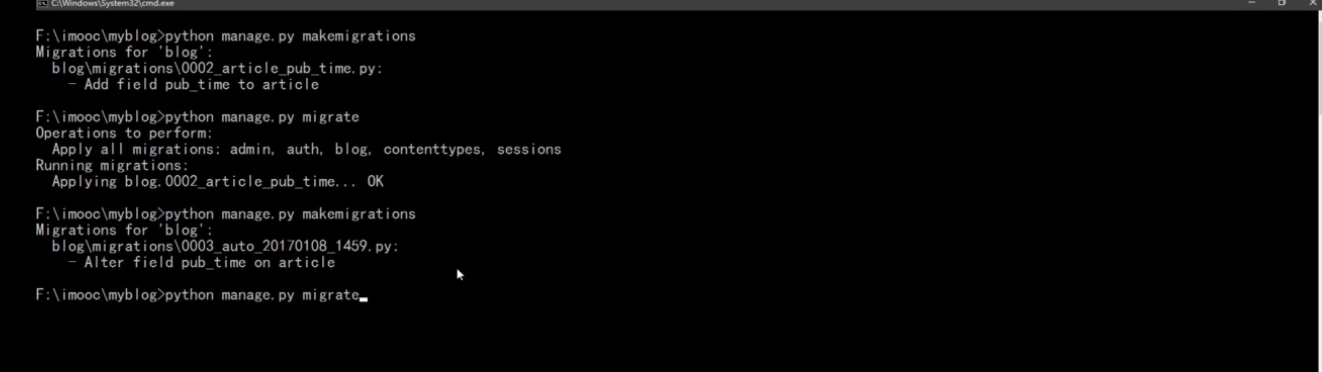 C:\Windows\System32\cmd.exe
F:\imooc\myblog>python manage.py makemigrations
Migrations for 'blog':
  blog\migrations\0002_article_pub_time.py:
    - Add field pub_time to article
F:\imooc\myblog>python manage.py migrate
Operations to perform:
  Apply all migrations: admin, auth, blog, contenttypes, sessions
Running migrations:
  Applying blog.0002_article_pub_time... OK
F:\imooc\myblog>python manage.py makemigrations
Migrations for 'blog':
  blog\migrations\0003_auto_20170108_1459.py:
    - Alter field pub_time on article
F:\imooc\myblog>python manage.py migrate